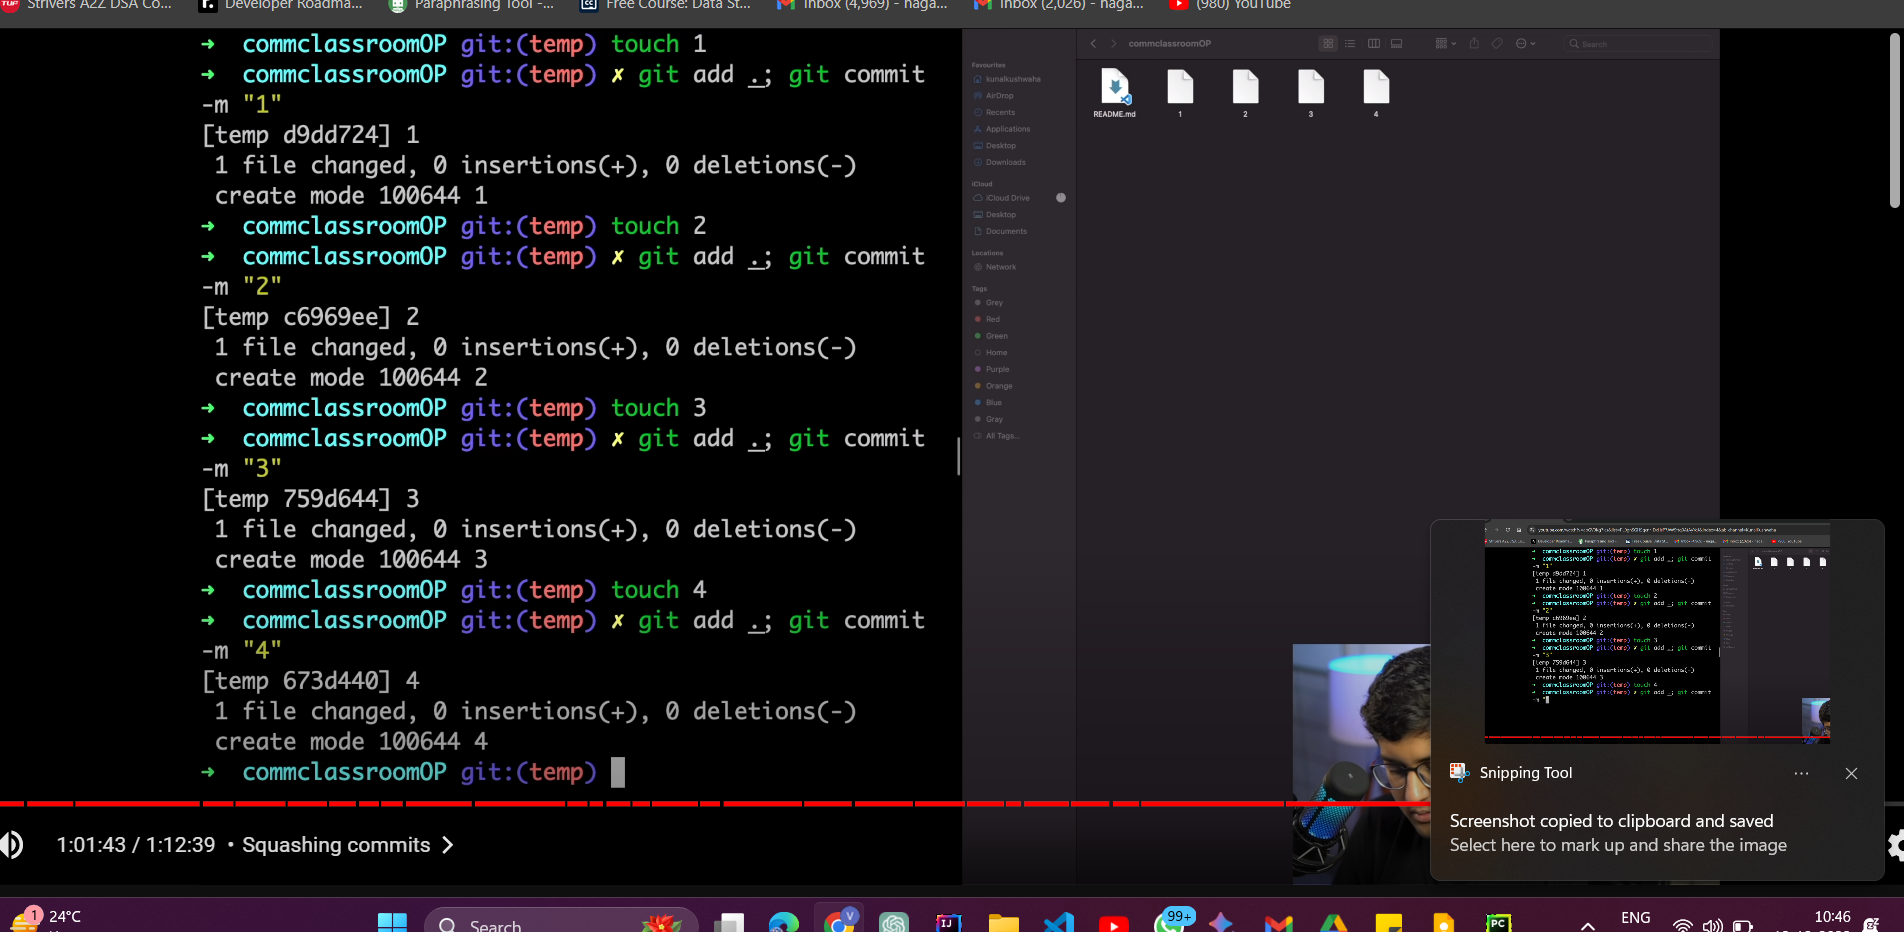 Strivers A2Z DSA Co...
Developer Roadma...
Paraphrasing Tool -...
Free Course: Data St...
Inbox (4,969) - naga...
Inbox (2,026) - naga...
(980) YouTube
➜ commclassroomOP git:(temp) touch 1
➜ commclassroomOP git:(temp) ✗ git add .; git commit
-m "1"
[temp d9dd724] 1
1 file changed, 0 insertions(+), 0 deletions(-)
create mode 100644 1
➜ commclassroomOP git:(temp) touch 2
➜ commclassroomOP git:(temp) ✗ git add .; git commit
-m "2"
[temp c6969ee] 2
1 file changed, 0 insertions(+), 0 deletions(-)
create mode 100644 2
➜ commclassroomOP git:(temp) touch 3
➜ commclassroomOP git:(temp) ✗ git add .; git commit
-m "3"
[temp 759d644] 3
1 file changed, 0 insertions(+), 0 deletions(-)
create mode 100644 3
➜ commclassroomOP git:(temp) touch 4
➜ commclassroomOP git:(temp) ✗ git add .; git commit
-m "4"
[temp 673d440] 4
1 file changed, 0 insertions(+), 0 deletions(-)
create mode 100644 4
➜ commclassroomOP git:(temp)
commclassroomOP
Search
Favourites
kunalkushwaha
AirDrop
Recents
Applications
Desktop
Downloads
iCloud
iCloud Drive
Desktop
Documents
Locations
Network
Tags
Grey
Red
Green
Home
Purple
Orange
Blue
Gray
All Tags...
README.md
1
2
3
4
Snipping Tool
Screenshot copied to clipboard and saved
Select here to mark up and share the image
1:01:43 / 1:12:39 • Squashing commits
1
24°C
Search
V
IJ
99+
PC
ENG
10:46